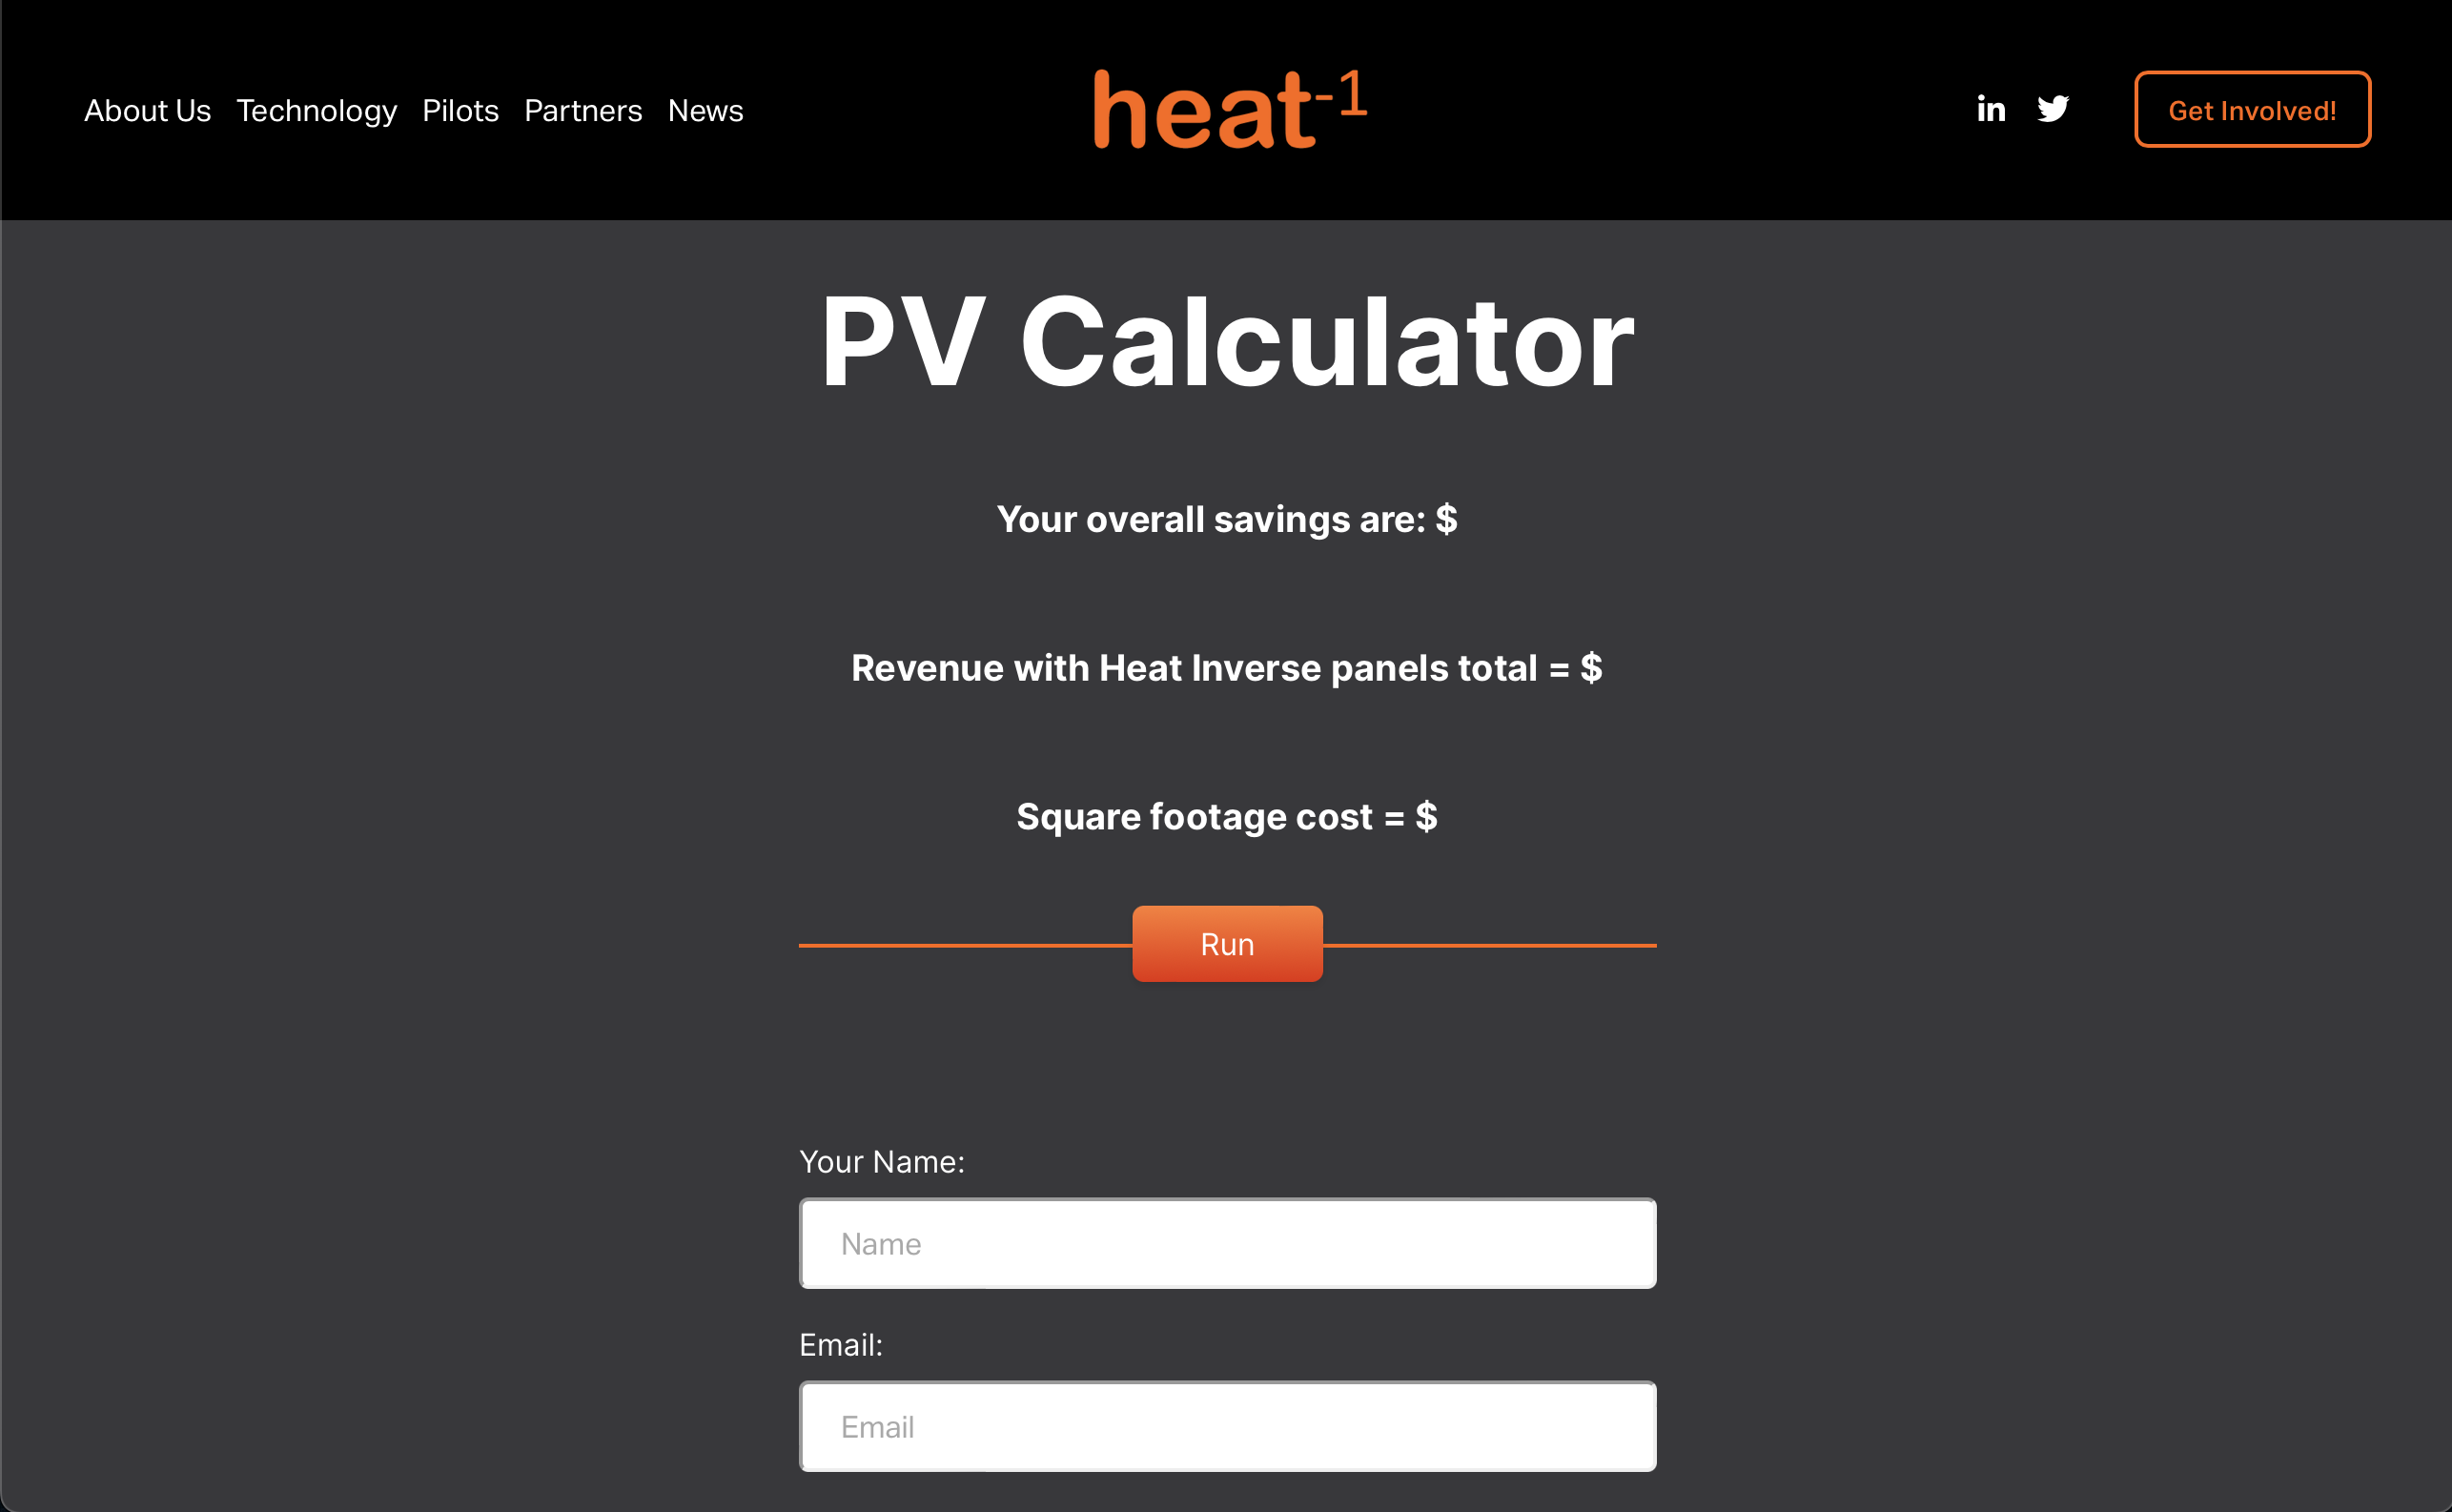 About Us Technology Pilots Partners News
heat-1
in
Get Involved!
PV Calculator
Your overall savings are: $
Revenue with Heat Inverse panels total = $
Square footage cost = $
Run
Your Name:
Name
Email:
Email